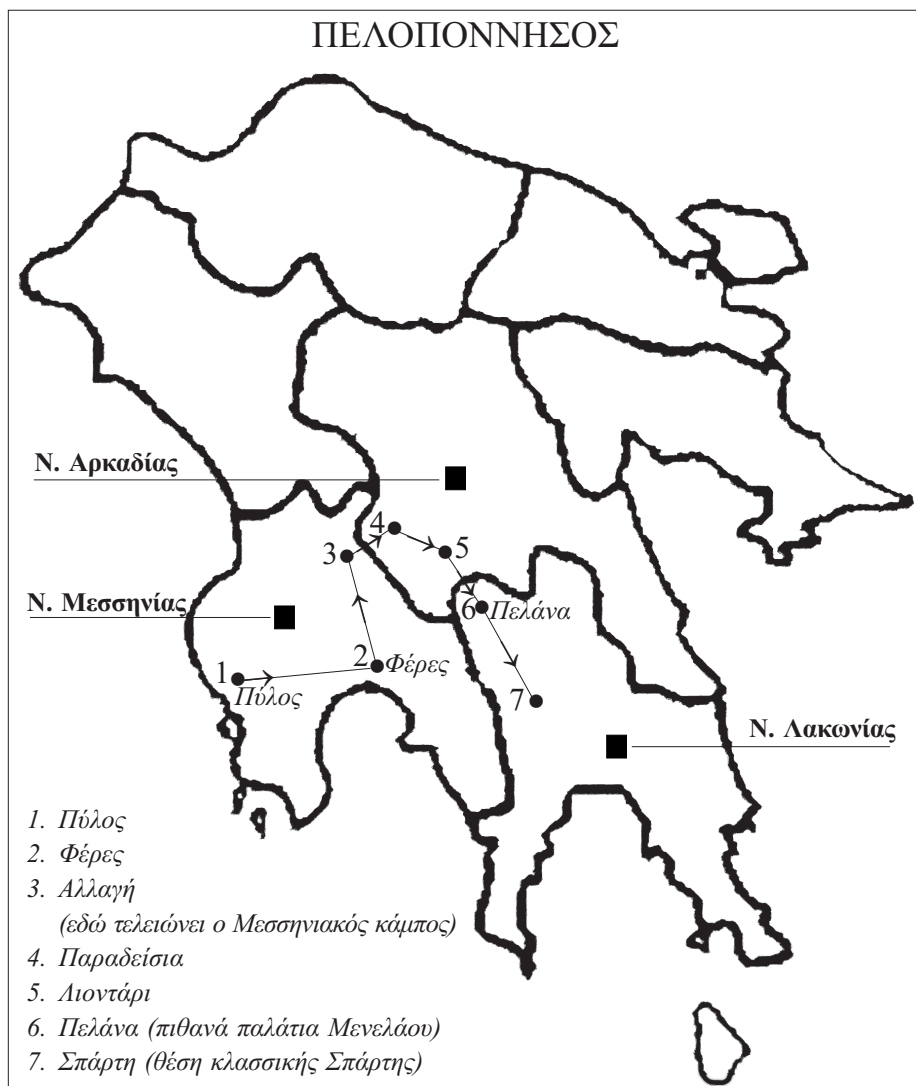 ΠΕΛΟΠΟΝΝΗΣΟΣ
Ν. Αρκαδίας
4
5
3
Ν. Μεσσηνίας
6 Πελάνα
2 Φέρες
1
Πύλος
7
Ν. Λακωνίας
1. Πύλος
2. Φέρες
3. Αλλαγή
(εδώ τελειώνει ο Μεσσηνιακός κάμπος)
4. Παραδείσια
5. Λιοντάρι
6. Πελάνα (πιθανά παλάτια Μενελάου)
7. Σπάρτη (θέση κλασσικής Σπάρτης)